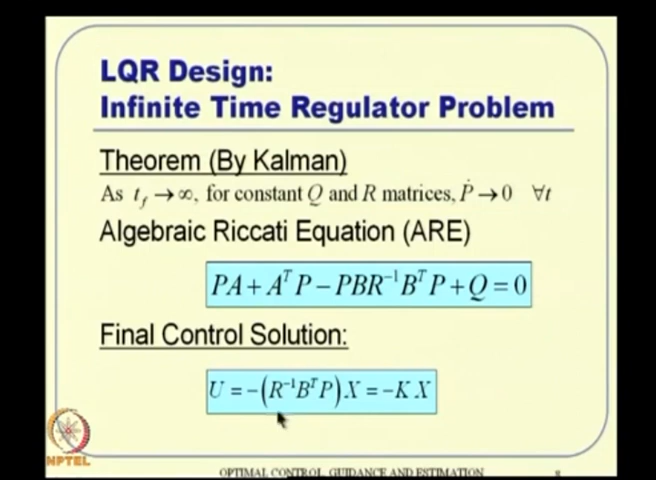 LQR Design:
Infinite Time Regulator Problem
Theorem (By Kalman)
As t_f → ∞, for constant Q and R matrices, Ṗ → 0 ∀t
Algebraic Riccati Equation (ARE)
PA + A^T P − PBR^{-1} B^T P + Q = 0
Final Control Solution:
U = −(R^{-1} B^T P) X = −K X
NPTEL
OPTIMAL CONTROL, GUIDANCE AND ESTIMATION
8